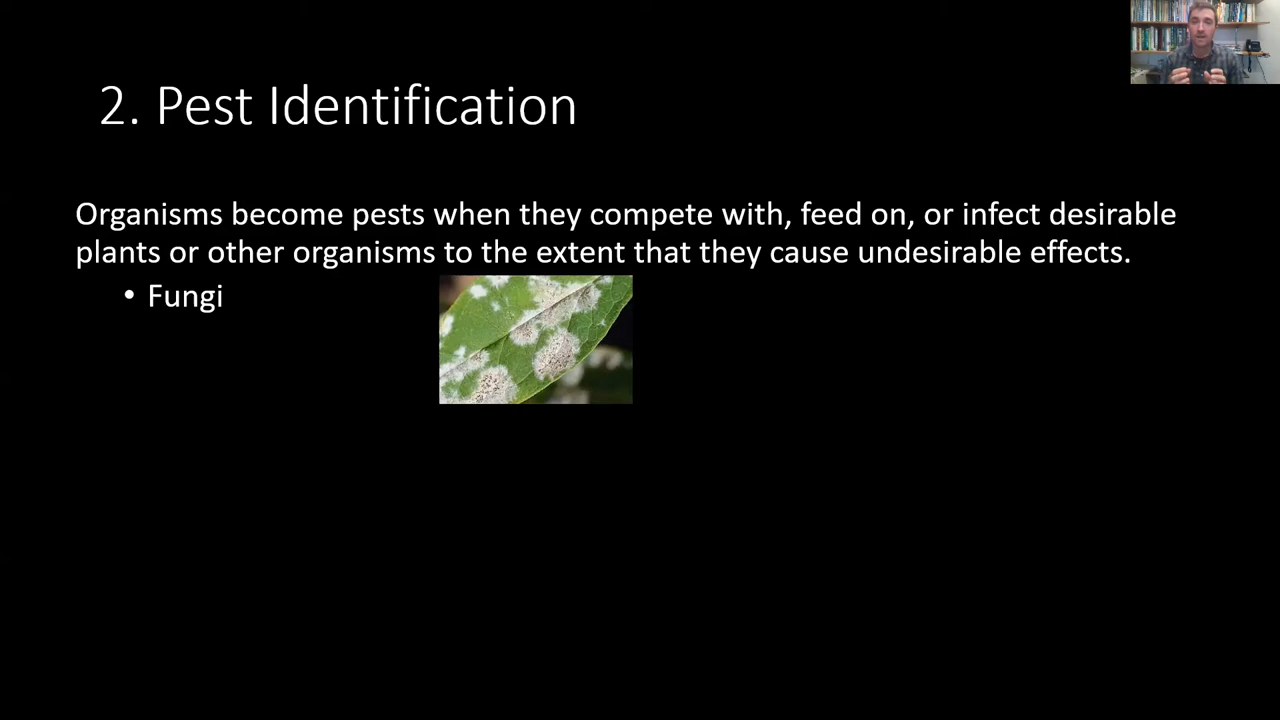 2. Pest Identification
Organisms become pests when they compete with, feed on, or infect desirable
plants or other organisms to the extent that they cause undesirable effects.
• Fungi